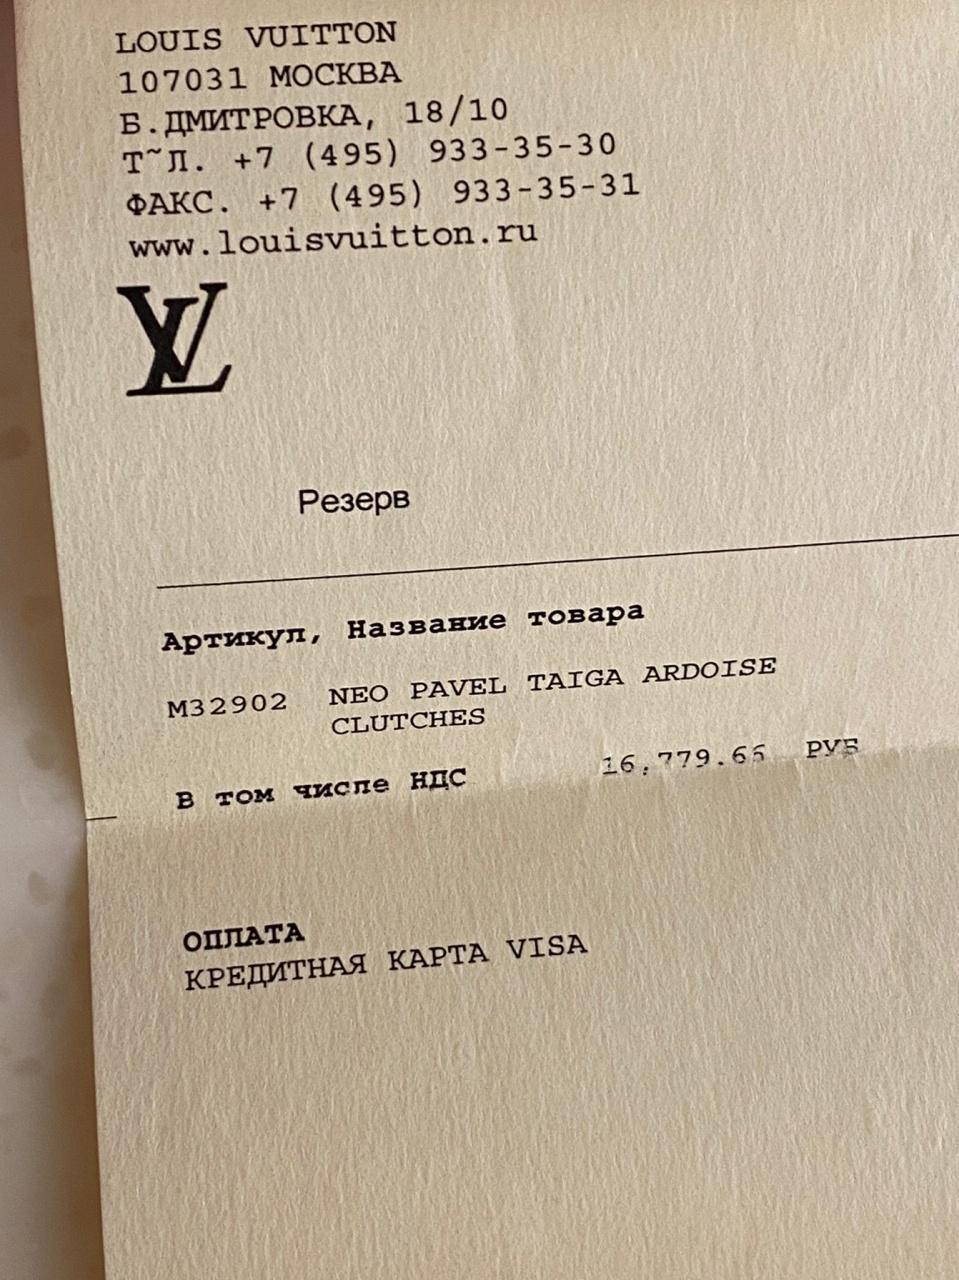 LOUIS VUITTON
107031 МОСКВА
Б.ДМИТРОВКА, 18/10
Т~Л. +7 (495) 933-35-30
ФАКС. +7 (495) 933-35-31
www.louisvuitton.ru
LV
Резерв
Артикул, Название товара
M32902 NEO PAVEL TAIGA ARDOISE
CLUTCHES
В том числе НДС 16,779.66 РУБ
ОПЛАТА
КРЕДИТНАЯ КАРТА VISA